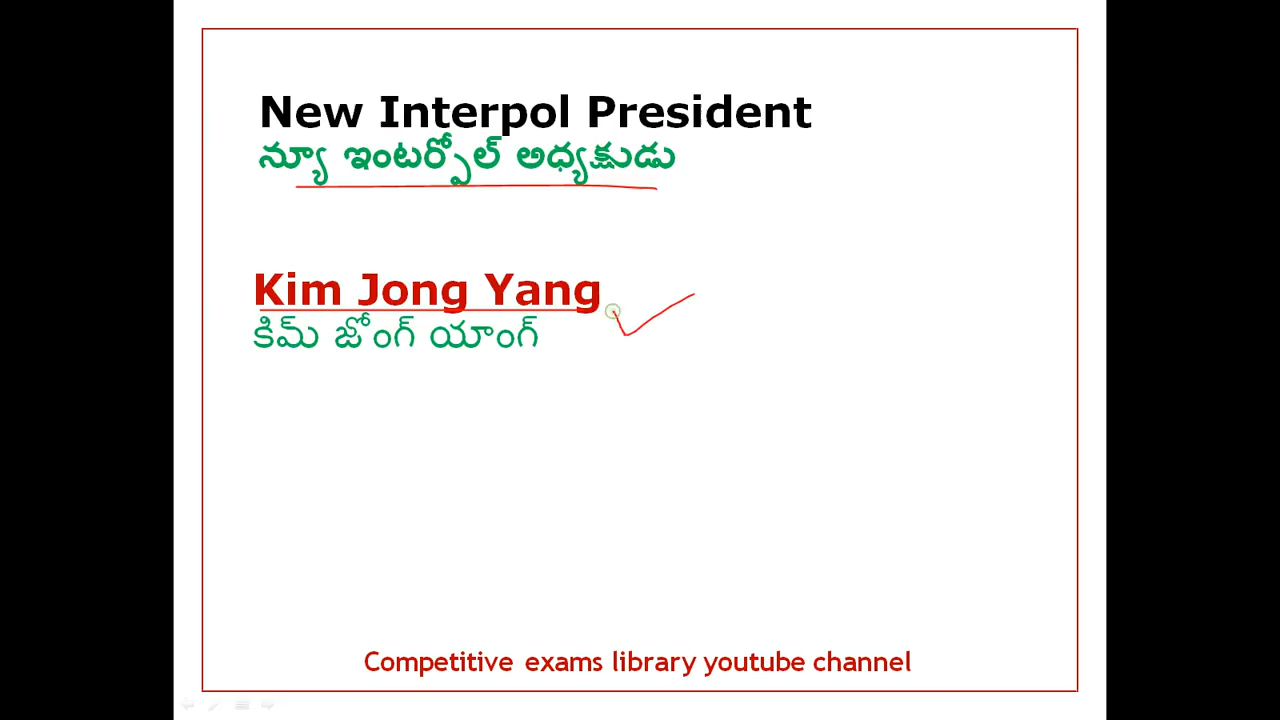 New Interpol President
న్యూ ఇంటర్పోల్ అధ్యక్షుడు
Kim Jong Yang
కిమ్ జోంగ్ యాంగ్
Competitive exams library youtube channel